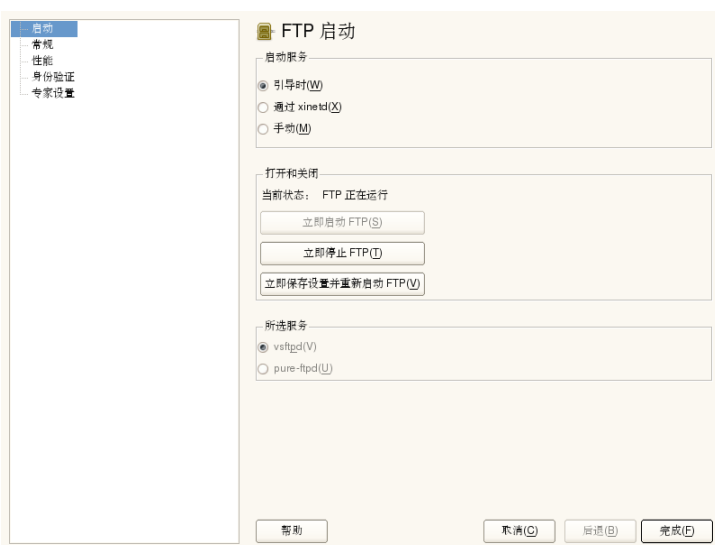 启动
常规
性能
身份验证
专家设置
FTP 启动
启动服务
引导时(W)
通过 xinetd(X)
手动(M)
打开和关闭
当前状态： FTP 正在运行
立即启动 FTP(S)
立即停止 FTP(T)
立即保存设置并重新启动 FTP(V)
所选服务
vsftpd(V)
pure-ftpd(U)
帮助
取消(C)
后退(B)
完成(F)